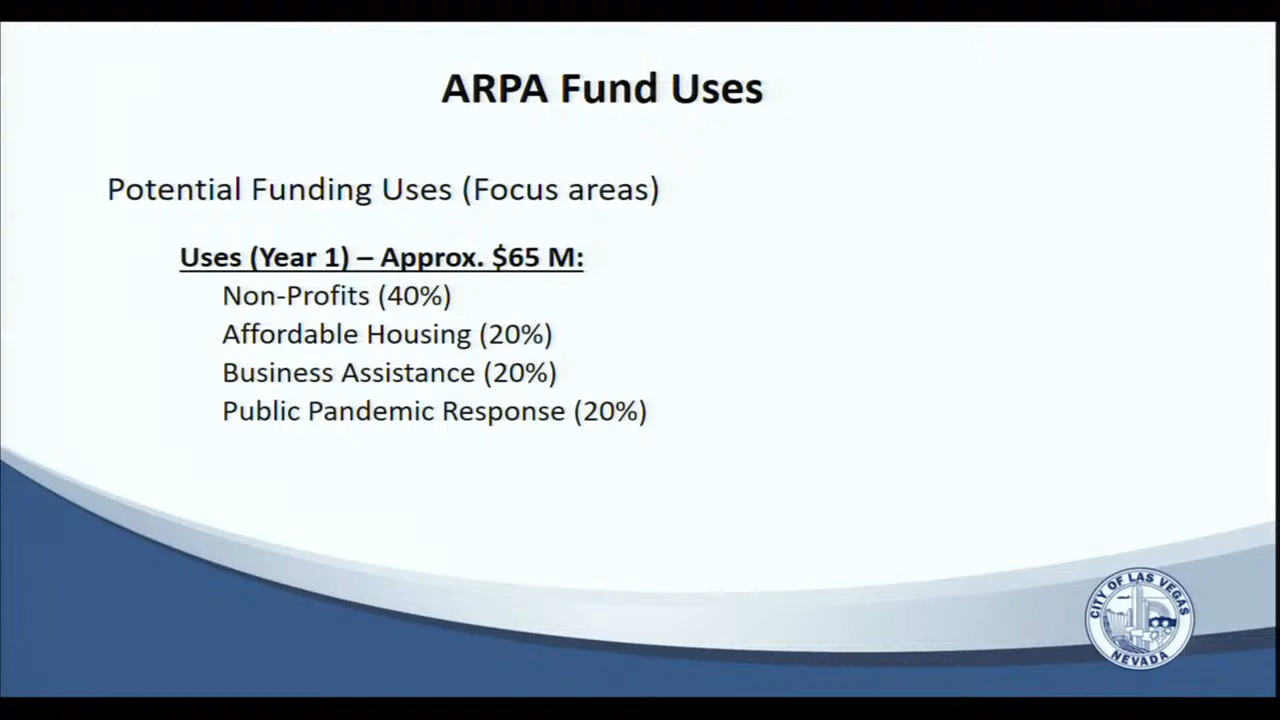 ARPA Fund Uses
Potential Funding Uses (Focus areas)
Uses (Year 1) – Approx. $65 M:
Non-Profits (40%)
Affordable Housing (20%)
Business Assistance (20%)
Public Pandemic Response (20%)
CITY OF LAS VEGAS
NEVADA